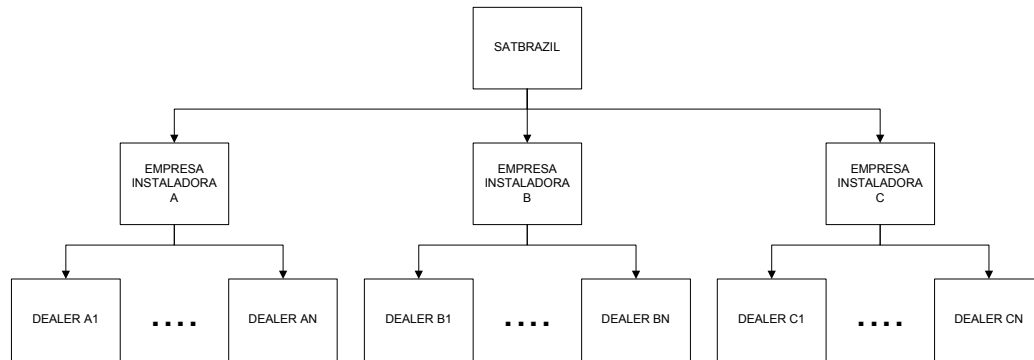 SATBRAZIL
EMPRESA
INSTALADORA
A
EMPRESA
INSTALADORA
B
EMPRESA
INSTALADORA
C
DEALER A1
....
DEALER AN
DEALER B1
....
DEALER BN
DEALER C1
....
DEALER CN